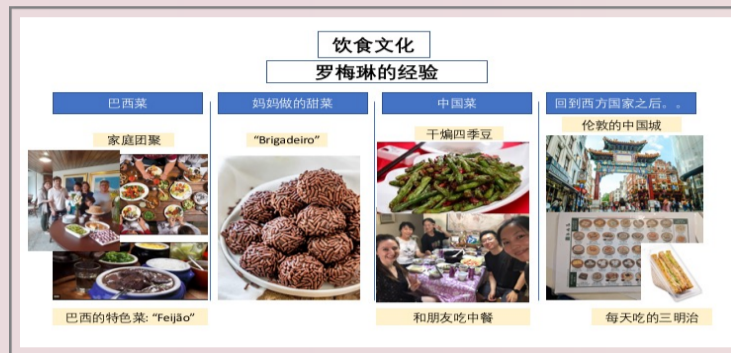 饮食文化
罗梅琳的经验
巴西菜
家庭团聚
巴西的特色菜: “Feijão”
妈妈做的甜菜
“Brigadeiro”
中国菜
干煸四季豆
和朋友吃中餐
回到西方国家之后。。
伦敦的中国城
每天吃的三明治